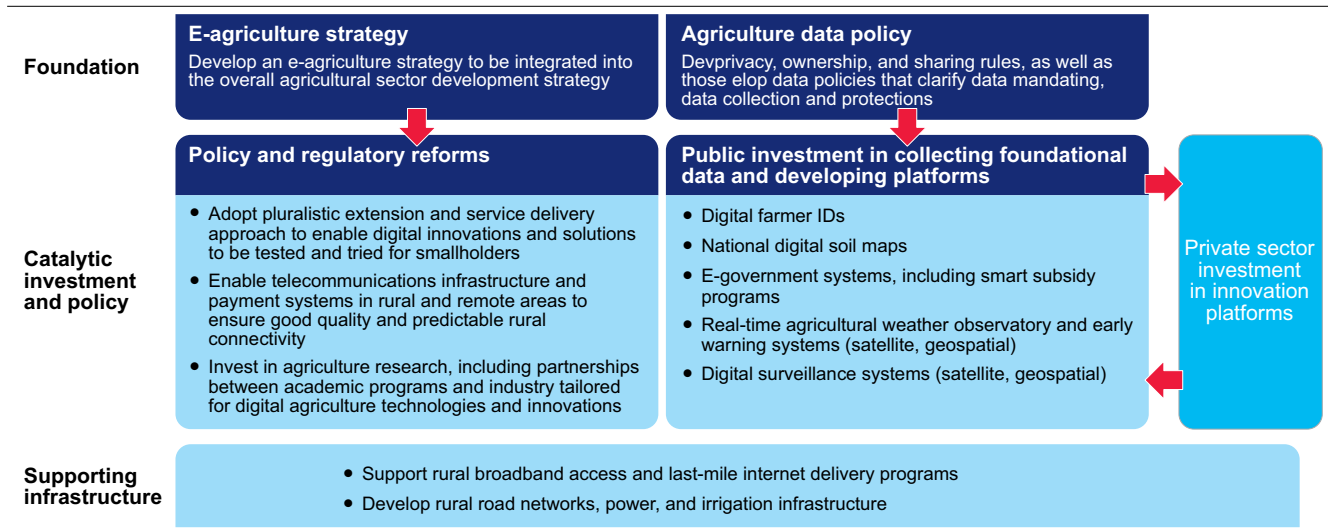 Foundation
E-agriculture strategy
Develop an e-agriculture strategy to be integrated into
the overall agricultural sector development strategy
Agriculture data policy
Devprivacy, ownership, and sharing rules, as well as
those elop data policies that clarify data mandating,
data collection and protections
Catalytic
investment
and policy
Policy and regulatory reforms
• Adopt pluralistic extension and service delivery
approach to enable digital innovations and solutions
to be tested and tried for smallholders
• Enable telecommunications infrastructure and
payment systems in rural and remote areas to
ensure good quality and predictable rural
connectivity
• Invest in agriculture research, including partnerships
between academic programs and industry tailored
for digital agriculture technologies and innovations
Public investment in collecting foundational
data and developing platforms
• Digital farmer IDs
• National digital soil maps
• E-government systems, including smart subsidy
programs
• Real-time agricultural weather observatory and early
warning systems (satellite, geospatial)
• Digital surveillance systems (satellite, geospatial)
Private sector
investment
in innovation
platforms
Supporting
infrastructure
• Support rural broadband access and last-mile internet delivery programs
• Develop rural road networks, power, and irrigation infrastructure